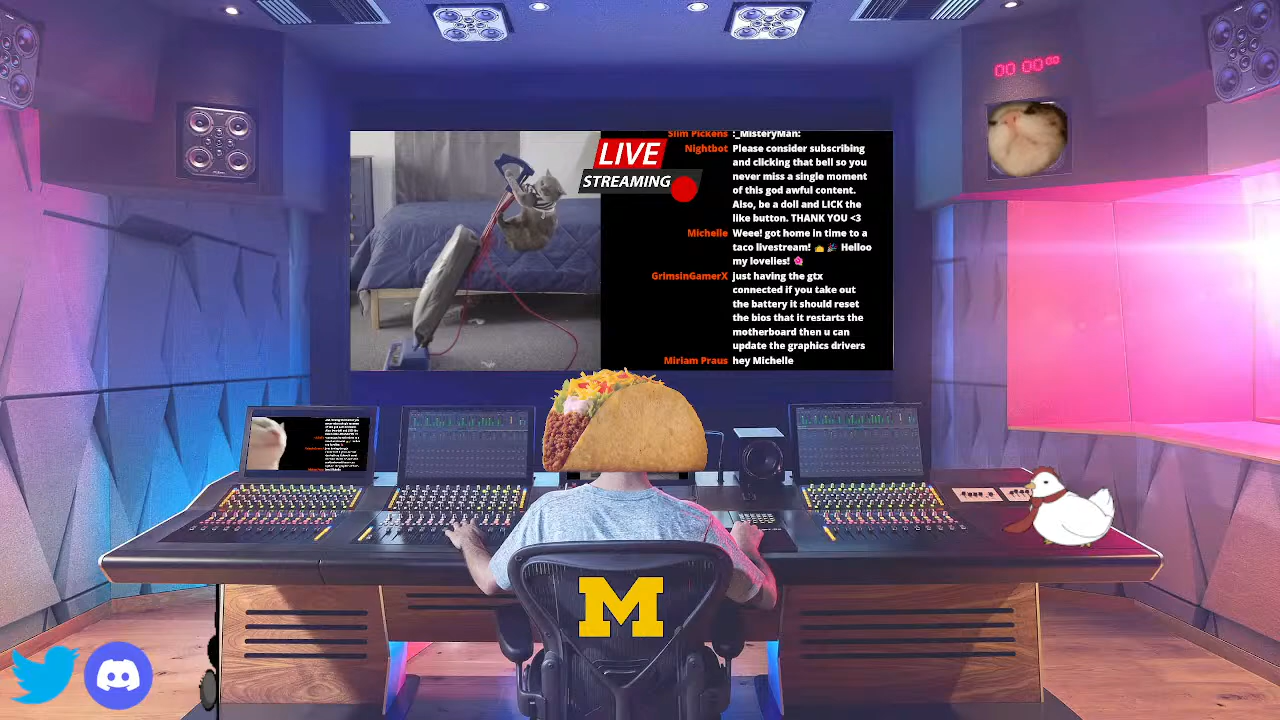 00 00 00
Slim Pickens :_MisteryMan:
LIVE
STREAMING
Nightbot Please consider subscribing
and clicking that bell so you
never miss a single moment
of this god awful content.
Also, be a doll and LICK the
like button. THANK YOU <3
Michelle Weee! got home in time to a
taco livestream! 🌮 🎉 Helloo
my lovelies! 🌺
GrimsinGamerX just having the gtx
connected if you take out
the battery it should reset
the bios that it restarts the
motherboard then u can
update the graphics drivers
Miriam Praus hey Michelle
M